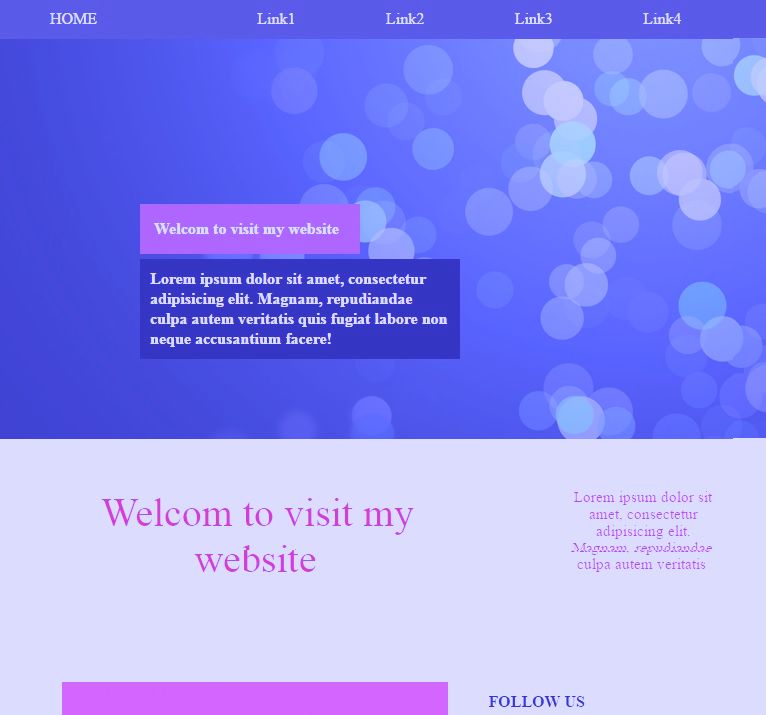 HOME Link1 Link2 Link3 Link4
Welcom to visit my website
Lorem ipsum dolor sit amet, consectetur
adipisicing elit. Magnam, repudiandae
culpa autem veritatis quis fugiat labore non
neque accusantium facere!
Welcom to visit my
website
Lorem ipsum dolor sit
amet, consectetur
adipisicing elit.
Magnam, repudiandae
culpa autem veritatis
FOLLOW US